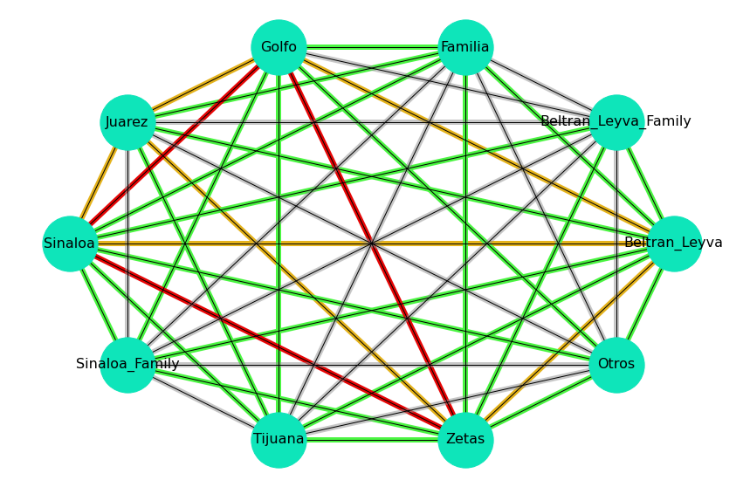 Golfo
Familia
Juarez
Beltran_Leyva_Family
Sinaloa
Beltran_Leyva
Sinaloa_Family
Otros
Tijuana
Zetas